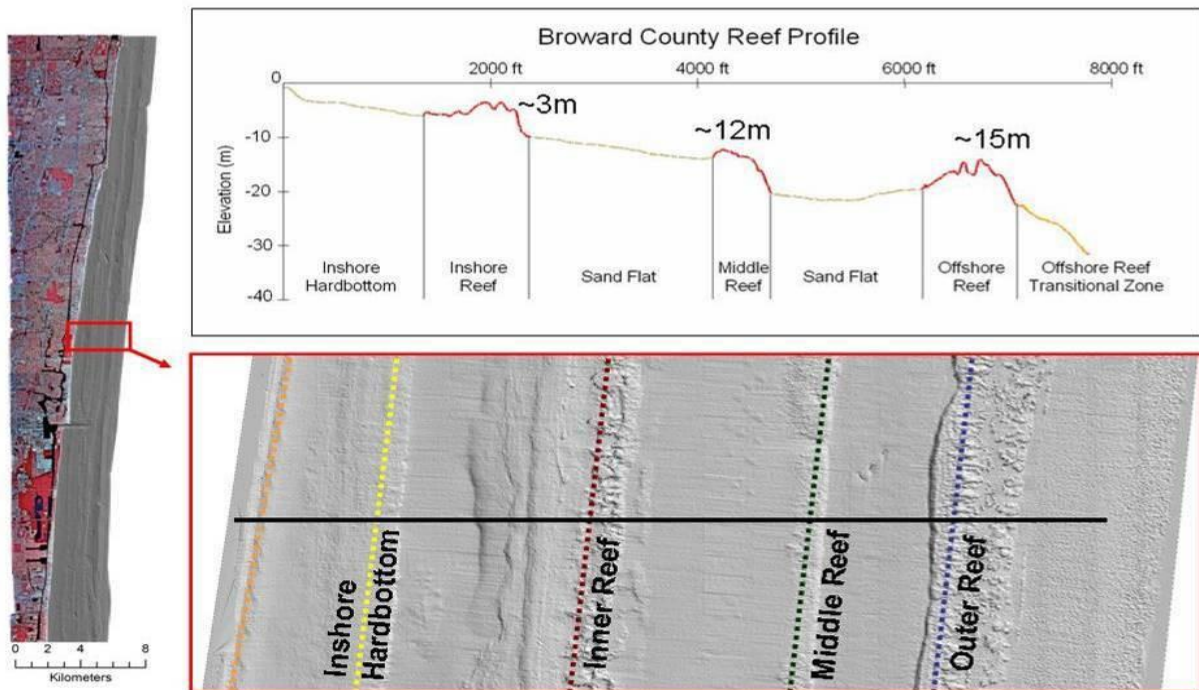 Broward County Reef Profile
0 2000 ft 4000 ft 6000 ft 8000 ft
~3m
~12m
~15m
-10
-20
-30
-40
Elevation (m)
Inshore
Hardbottom
Inshore
Reef
Sand Flat
Middle
Reef
Sand Flat
Offshore
Reef
Offshore Reef
Transitional Zone
Inshore
Hardbottom
Inner Reef
Middle Reef
Outer Reef
0 2 4 8
Kilometers